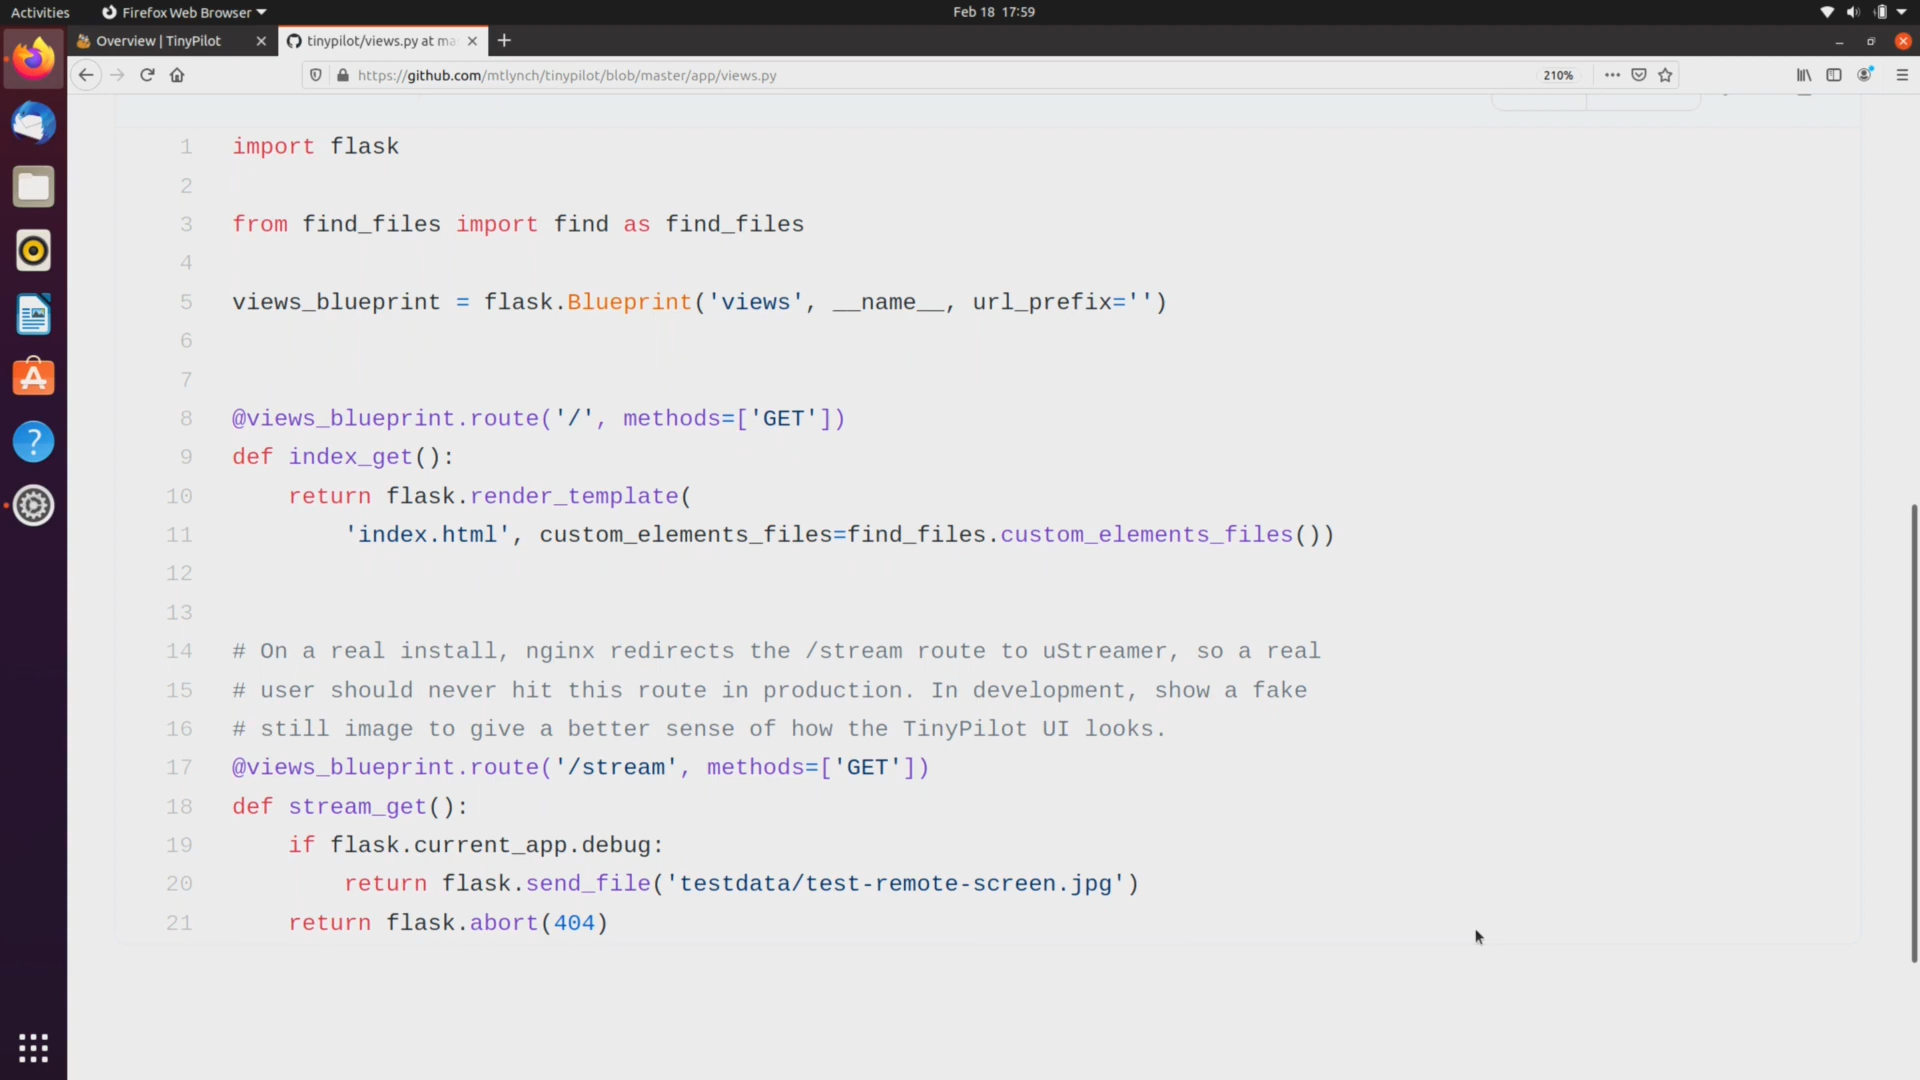 Activities Firefox Web Browser Feb 18 17:59
Overview | TinyPilot tinypilot/views.py at ma
https://github.com/mtlynch/tinypilot/blob/master/app/views.py 210%
1 import flask
2
3 from find_files import find as find_files
4
5 views_blueprint = flask.Blueprint('views', __name__, url_prefix='')
6
7
8 @views_blueprint.route('/', methods=['GET'])
9 def index_get():
10 return flask.render_template(
11 'index.html', custom_elements_files=find_files.custom_elements_files())
12
13
14 # On a real install, nginx redirects the /stream route to uStreamer, so a real
15 # user should never hit this route in production. In development, show a fake
16 # still image to give a better sense of how the TinyPilot UI looks.
17 @views_blueprint.route('/stream', methods=['GET'])
18 def stream_get():
19 if flask.current_app.debug:
20 return flask.send_file('testdata/test-remote-screen.jpg')
21 return flask.abort(404)